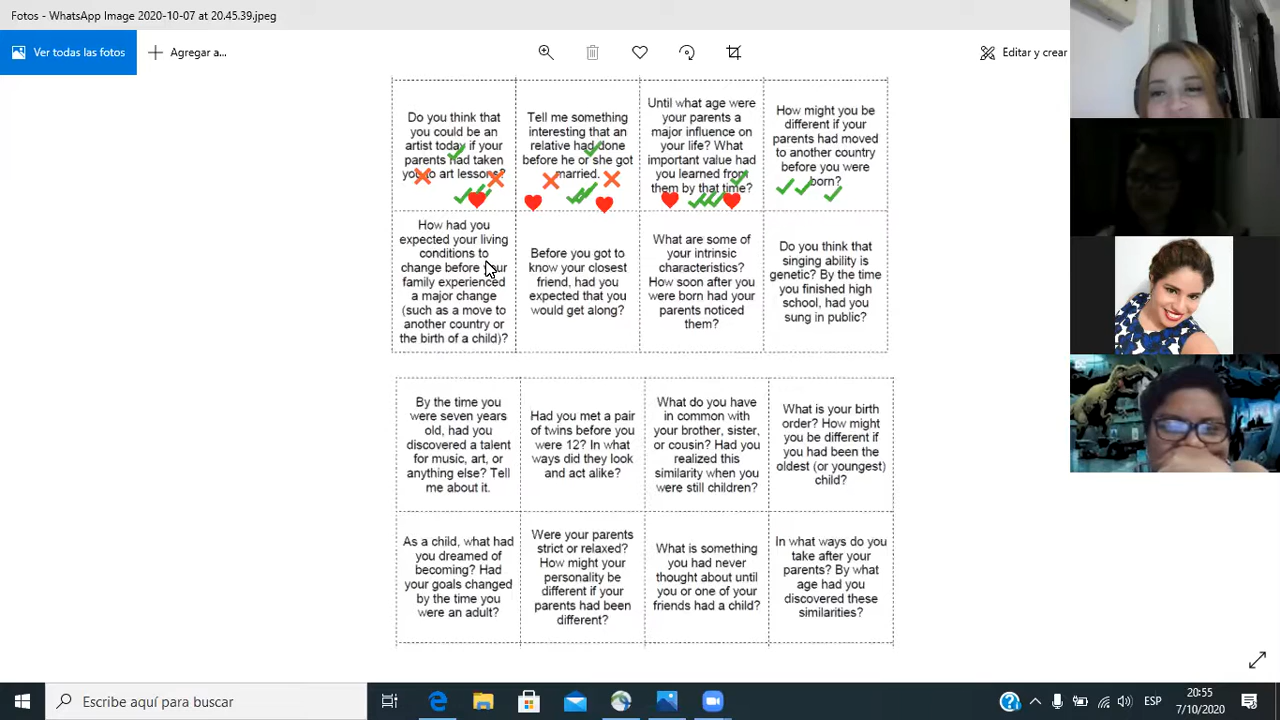 Fotos - WhatsApp Image 2020-10-07 at 20.45.39.jpeg
Ver todas las fotos
Agregar a...
Editar y crear
Do you think that
you could be an
artist today if your
parents had taken
you to art lessons?
Tell me something
interesting that an
relative had done
before he or she got
married.
Until what age were
your parents a
major influence on
your life? What
important value had
you learned from
them by that time?
How might you be
different if your
parents had moved
to another country
before you were
born?
How had you
expected your living
conditions to
change before your
family experienced
a major change
(such as a move to
another country or
the birth of a child)?
Before you got to
know your closest
friend, had you
expected that you
would get along?
What are some of
your intrinsic
characteristics?
How soon after you
were born had your
parents noticed
them?
Do you think that
singing ability is
genetic? By the time
you finished high
school, had you
sung in public?
By the time you
were seven years
old, had you
discovered a talent
for music, art, or
anything else? Tell
me about it.
Had you met a pair
of twins before you
were 12? In what
ways did they look
and act alike?
What do you have
in common with
your brother, sister,
or cousin? Had you
realized this
similarity when you
were still children?
What is your birth
order? How might
you be different if
you had been the
oldest (or youngest)
child?
As a child, what had
you dreamed of
becoming? Had
your goals changed
by the time you
were an adult?
Were your parents
strict or relaxed?
How might your
personality be
different if your
parents had been
different?
What is something
you had never
thought about until
you or one of your
friends had a child?
In what ways do you
take after your
parents? By what
age had you
discovered these
similarities?
Escribe aquí para buscar
ESP
20:55
7/10/2020